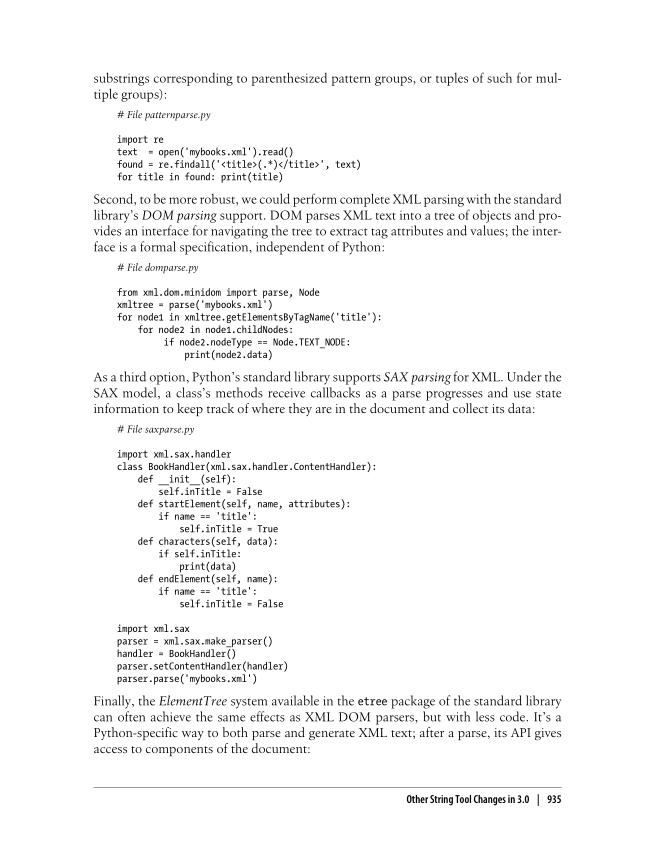 substrings corresponding to parenthesized pattern groups, or tuples of such for mul-
tiple groups):
# File patternparse.py
import re
text  = open('mybooks.xml').read()
found = re.findall('<title>(.*)</title>', text)
for title in found: print(title)
Second, to be more robust, we could perform complete XML parsing with the standard
library's DOM parsing support. DOM parses XML text into a tree of objects and pro-
vides an interface for navigating the tree to extract tag attributes and values; the inter-
face is a formal specification, independent of Python:
# File domparse.py
from xml.dom.minidom import parse, Node
xmltree = parse('mybooks.xml')
for node1 in xmltree.getElementsByTagName('title'):
    for node2 in node1.childNodes:
         if node2.nodeType == Node.TEXT_NODE:
             print(node2.data)
As a third option, Python's standard library supports SAX parsing for XML. Under the
SAX model, a class's methods receive callbacks as a parse progresses and use state
information to keep track of where they are in the document and collect its data:
# File saxparse.py
import xml.sax.handler
class BookHandler(xml.sax.handler.ContentHandler):
    def __init__(self):
        self.inTitle = False
    def startElement(self, name, attributes):
        if name == 'title':
            self.inTitle = True
    def characters(self, data):
        if self.inTitle:
            print(data)
    def endElement(self, name):
        if name == 'title':
            self.inTitle = False
import xml.sax
parser = xml.sax.make_parser()
handler = BookHandler()
parser.setContentHandler(handler)
parser.parse('mybooks.xml')
Finally, the ElementTree system available in the etree package of the standard library
can often achieve the same effects as XML DOM parsers, but with less code. It's a
Python-specific way to both parse and generate XML text; after a parse, its API gives
access to components of the document:
Other String Tool Changes in 3.0 | 935